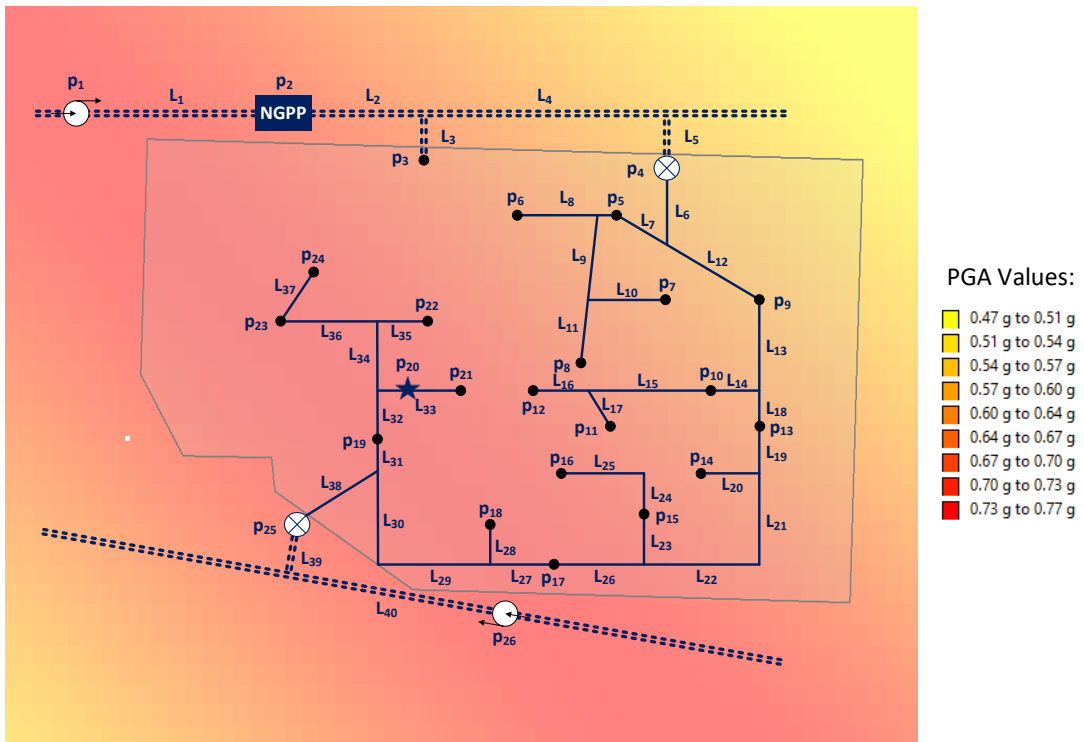 p₁
L₁
p₂
NGPP
L₂
L₄
L₃
p₃
L₅
p₄
p₆
L₈
p₅
L₇
L₆
L₉
L₁₂
p₂₄
L₃₇
L₁₀
p₇
p₉
p₂₃
L₃₆
L₃₅
p₂₂
L₁₁
L₃₄
L₁₃
p₂₀
p₂₁
L₃₃
p₈
L₁₆
p₁₂
L₁₅
p₁₀
L₁₄
L₁₇
p₁₁
L₃₂
L₁₈
p₁₃
p₁₉
L₃₁
L₁₉
p₁₆
L₂₅
p₁₄
L₂₀
L₃₈
L₂₄
p₁₅
p₂₅
p₁₈
L₃₀
L₂₈
L₂₃
L₂₁
L₃₉
L₂₉
L₂₇
p₁₇
L₂₆
L₂₂
L₄₀
p₂₆
PGA Values:
0.47 g to 0.51 g
0.51 g to 0.54 g
0.54 g to 0.57 g
0.57 g to 0.60 g
0.60 g to 0.64 g
0.64 g to 0.67 g
0.67 g to 0.70 g
0.70 g to 0.73 g
0.73 g to 0.77 g